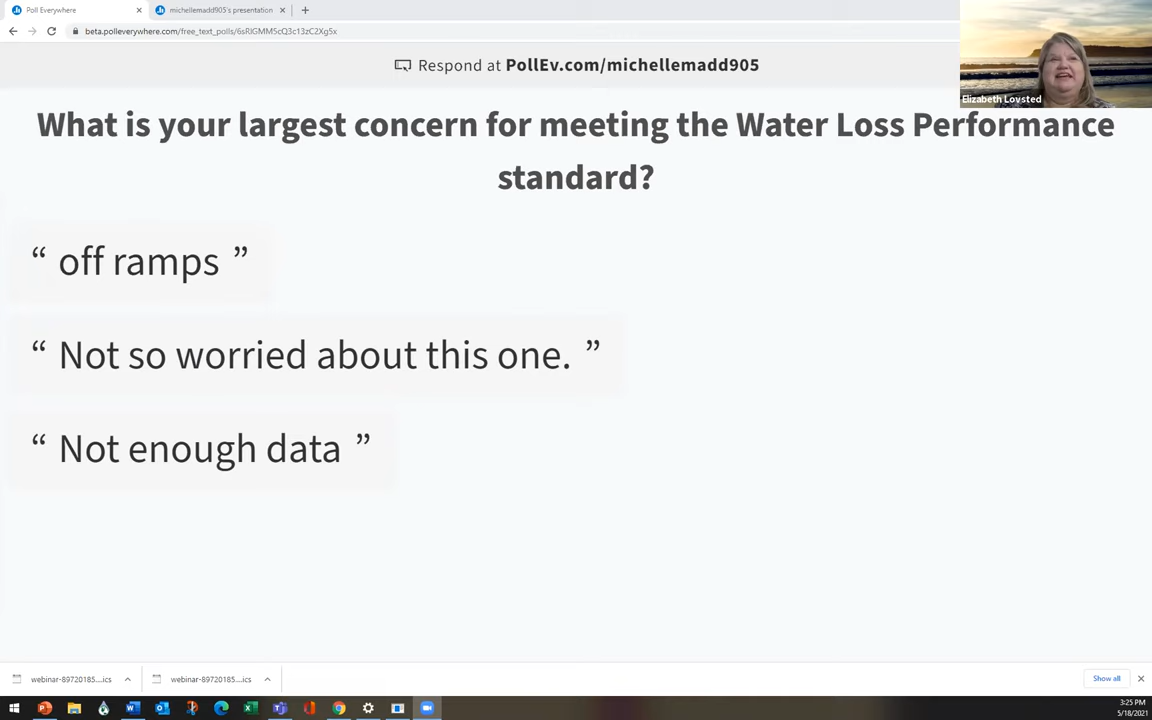 Poll Everywhere
michellemadd905's presentation
beta.polleverywhere.com/free_text_polls/6sRlGMM5cQ3c13zC2Xg5x
Respond at PollEv.com/michellemadd905
Elizabeth Lovsted
What is your largest concern for meeting the Water Loss Performance
standard?
“ off ramps ”
“ Not so worried about this one. ”
“ Not enough data ”
webinar-89720185....ics
webinar-89720185....ics
Show all
3:25 PM
5/18/2021